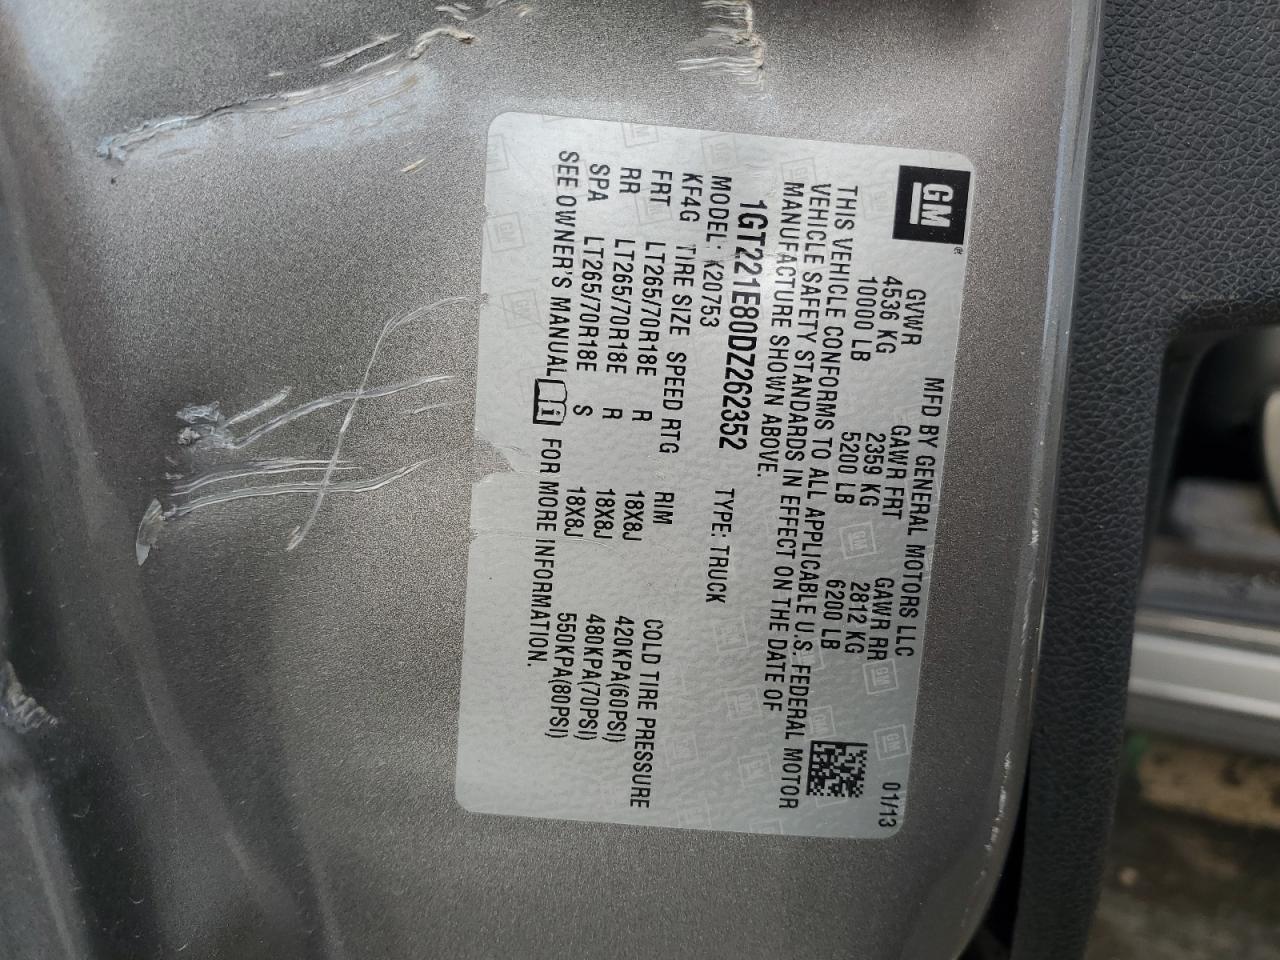 GM
MFD BY GENERAL MOTORS LLC 01/13
GVWR GAWR FRT GAWR RR
4536 KG 2359 KG 2812 KG
10000 LB 5200 LB 6200 LB
THIS VEHICLE CONFORMS TO ALL APPLICABLE U.S. FEDERAL MOTOR
VEHICLE SAFETY STANDARDS IN EFFECT ON THE DATE OF
MANUFACTURE SHOWN ABOVE.
1GT221E80DZ262352 TYPE: TRUCK
MODEL: K20753
KF4G TIRE SIZE SPEED RTG RIM COLD TIRE PRESSURE
FRT LT265/70R18E R 18X8J 420KPA(60PSI)
RR LT265/70R18E R 18X8J 480KPA(70PSI)
SPA LT265/70R18E S 18X8J 550KPA(80PSI)
SEE OWNER'S MANUAL FOR MORE INFORMATION.